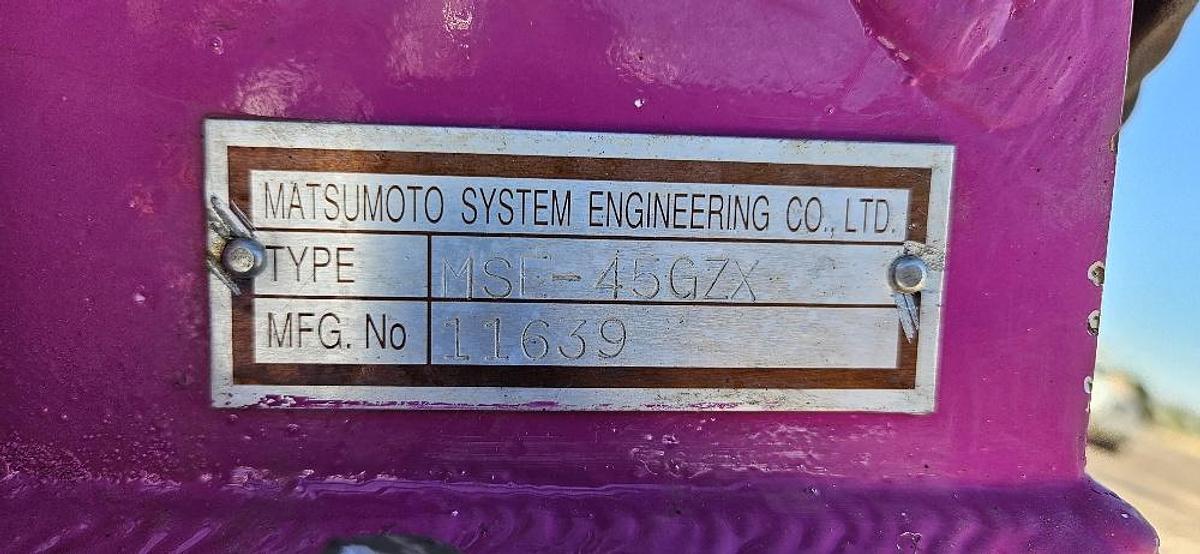 MATSUMOTO SYSTEM ENGINEERING CO., LTD.
TYPE MSE-45GZX
MFG. No 11639